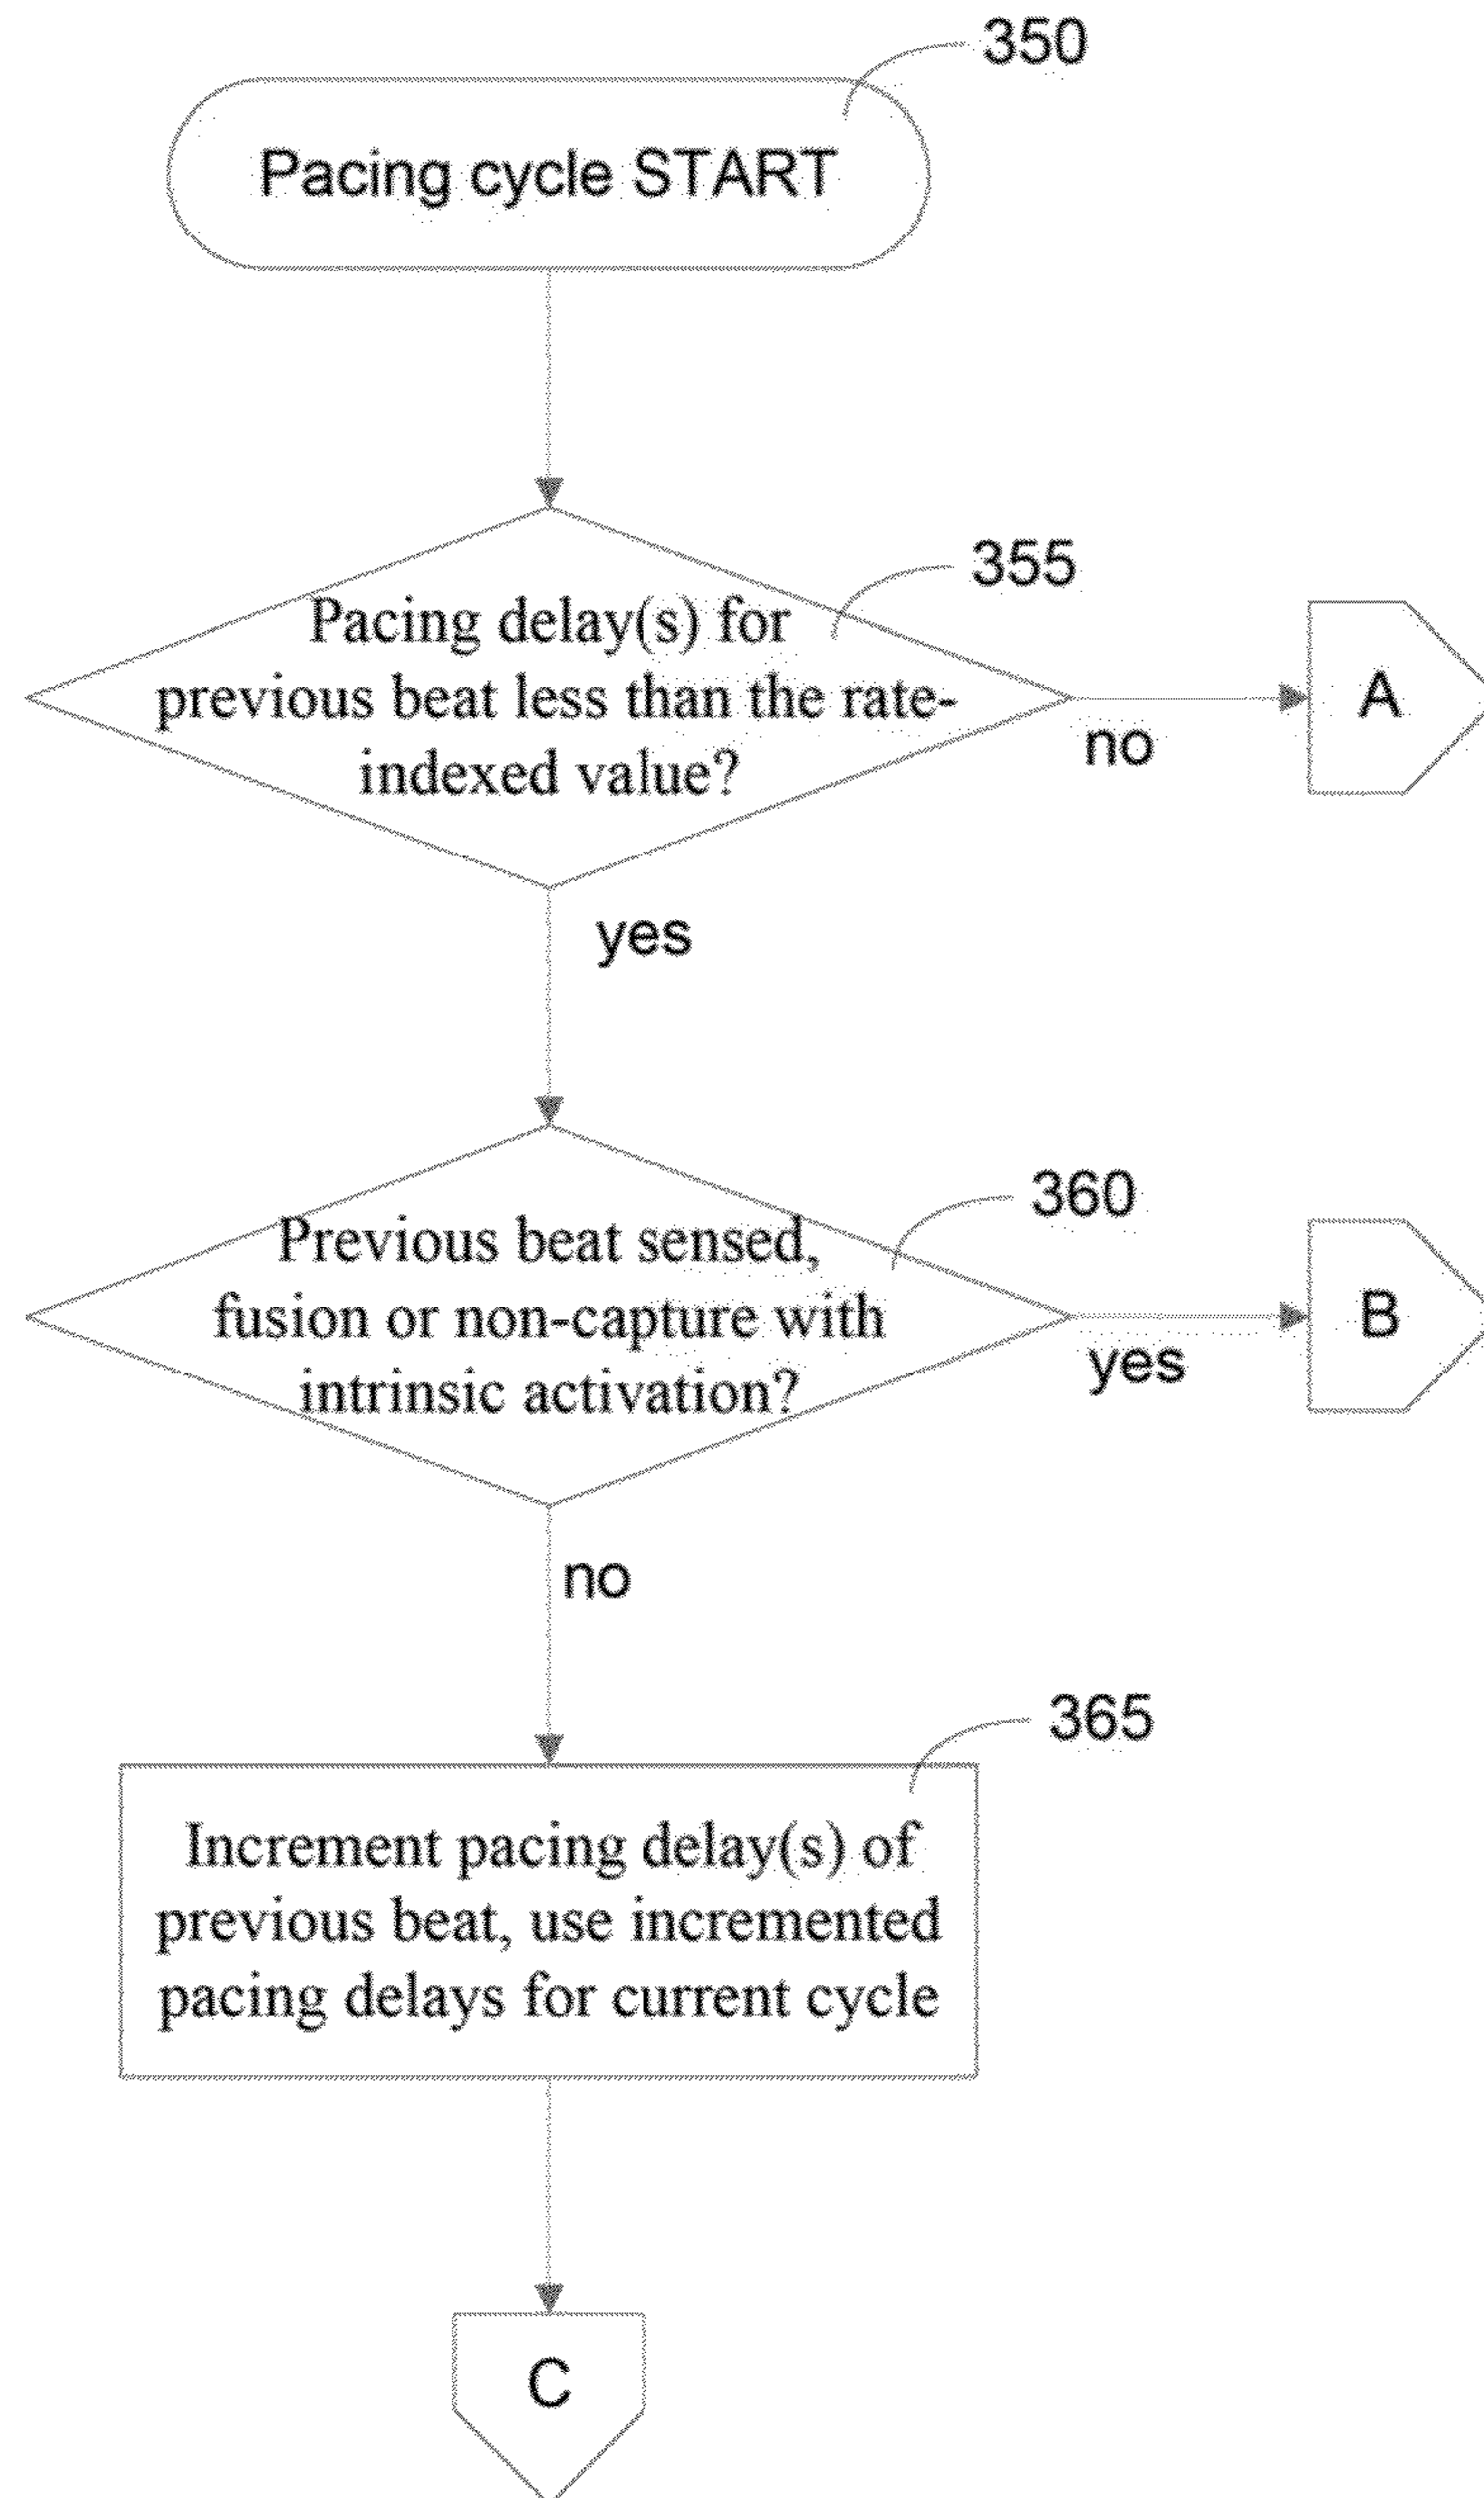 350
Pacing cycle START
355
Pacing delay(s) for
previous beat less than the rate-
indexed value?
A
no
yes
360
Previous beat sensed,
fusion or non-capture with
intrinsic activation?
B
yes
no
365
Increment pacing delay(s) of
previous beat, use incremented
pacing delays for current cycle
C